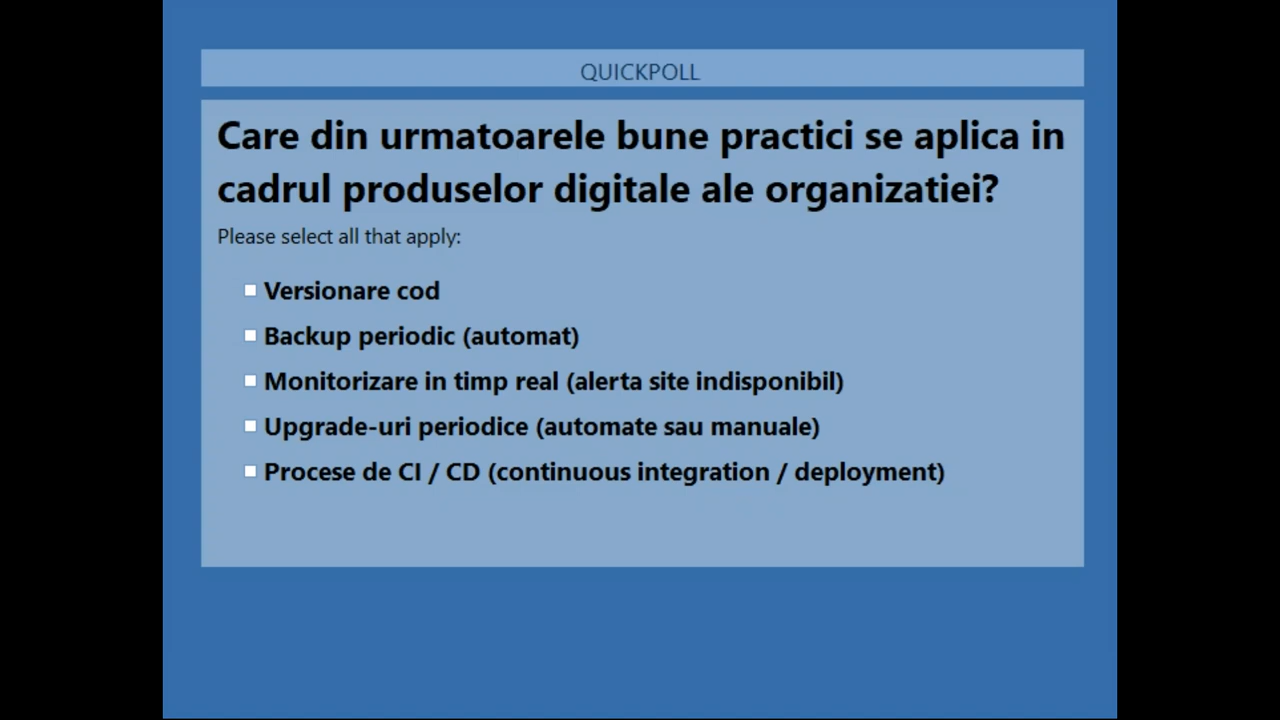 QUICKPOLL
Care din urmatoarele bune practici se aplica in
cadrul produselor digitale ale organizatiei?
Please select all that apply:
Versionare cod
Backup periodic (automat)
Monitorizare in timp real (alerta site indisponibil)
Upgrade-uri periodice (automate sau manuale)
Procese de CI / CD (continuous integration / deployment)